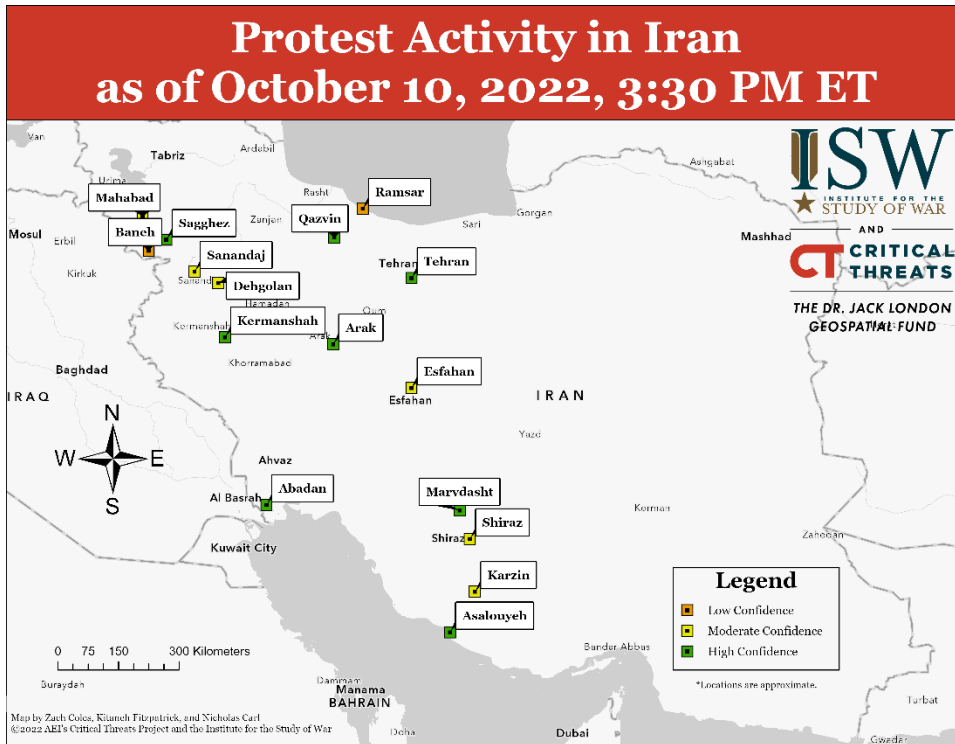 Protest Activity in Iran
as of October 10, 2022, 3:30 PM ET
Van
Tabriz
Ardabil
Ashgabat
ISW
INSTITUTE FOR THE
STUDY OF WAR
AND
CT CRITICAL
THREATS
THE DR. JACK LONDON
GEOSPATIAL FUND
Urima
Mahabad
Rasht
Ramsar
Gorgan
Mosul
Erbil
Baneh
Sagghez
Zanjan
Qazvin
Sari
Mashhad
Kirkuk
Sanandaj
Sanand
Dehgolan
Tehran
Tehran
Hamadan
Qum
Kermanshah
Kermanshah
Arak
Arak
Khorramabad
Baghdad
Esfahan
Esfahan
IRAQ
IRAN
Yazd
N
W E
S
Ahvaz
Abadan
Al Basrah
Marvdasht
Kerman
Shiraz
Shiraz
Kuwait City
Zahedan
Karzin
Asalouyeh
Legend
Low Confidence
Moderate Confidence
High Confidence
*Locations are approximate.
0 75 150 300 Kilometers
Bandar Abbas
Buraydah
Dammam
Manama
BAHRAIN
Turbat
Map by Zach Coles, Kitaneh Fitzpatrick, and Nicholas Carl
©2022 AEI's Critical Threats Project and the Institute for the Study of War
Doha
Dubai
Gwadar